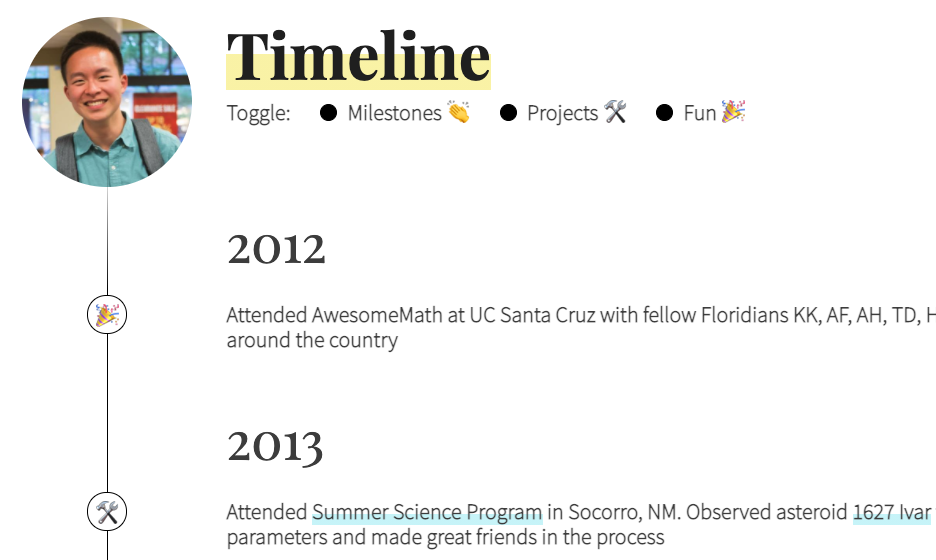 Timeline
Toggle: Milestones 👏 Projects 🛠 Fun 🎉
2012
Attended AwesomeMath at UC Santa Cruz with fellow Floridians KK, AF, AH, TD, H
around the country
2013
Attended Summer Science Program in Socorro, NM. Observed asteroid 1627 Ivar
parameters and made great friends in the process